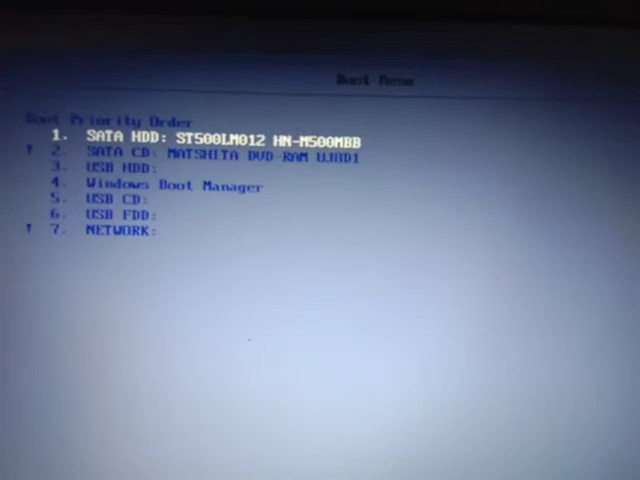 Boot Menu
Boot Priority Order
1. SATA HDD: ST500LM012 HN-M500MBB
! 2. SATA CD: MATSHITA DVD-RAM UJ8D1
3. USB HDD:
4. Windows Boot Manager
5. USB CD:
6. USB FDD:
! 7. NETWORK: